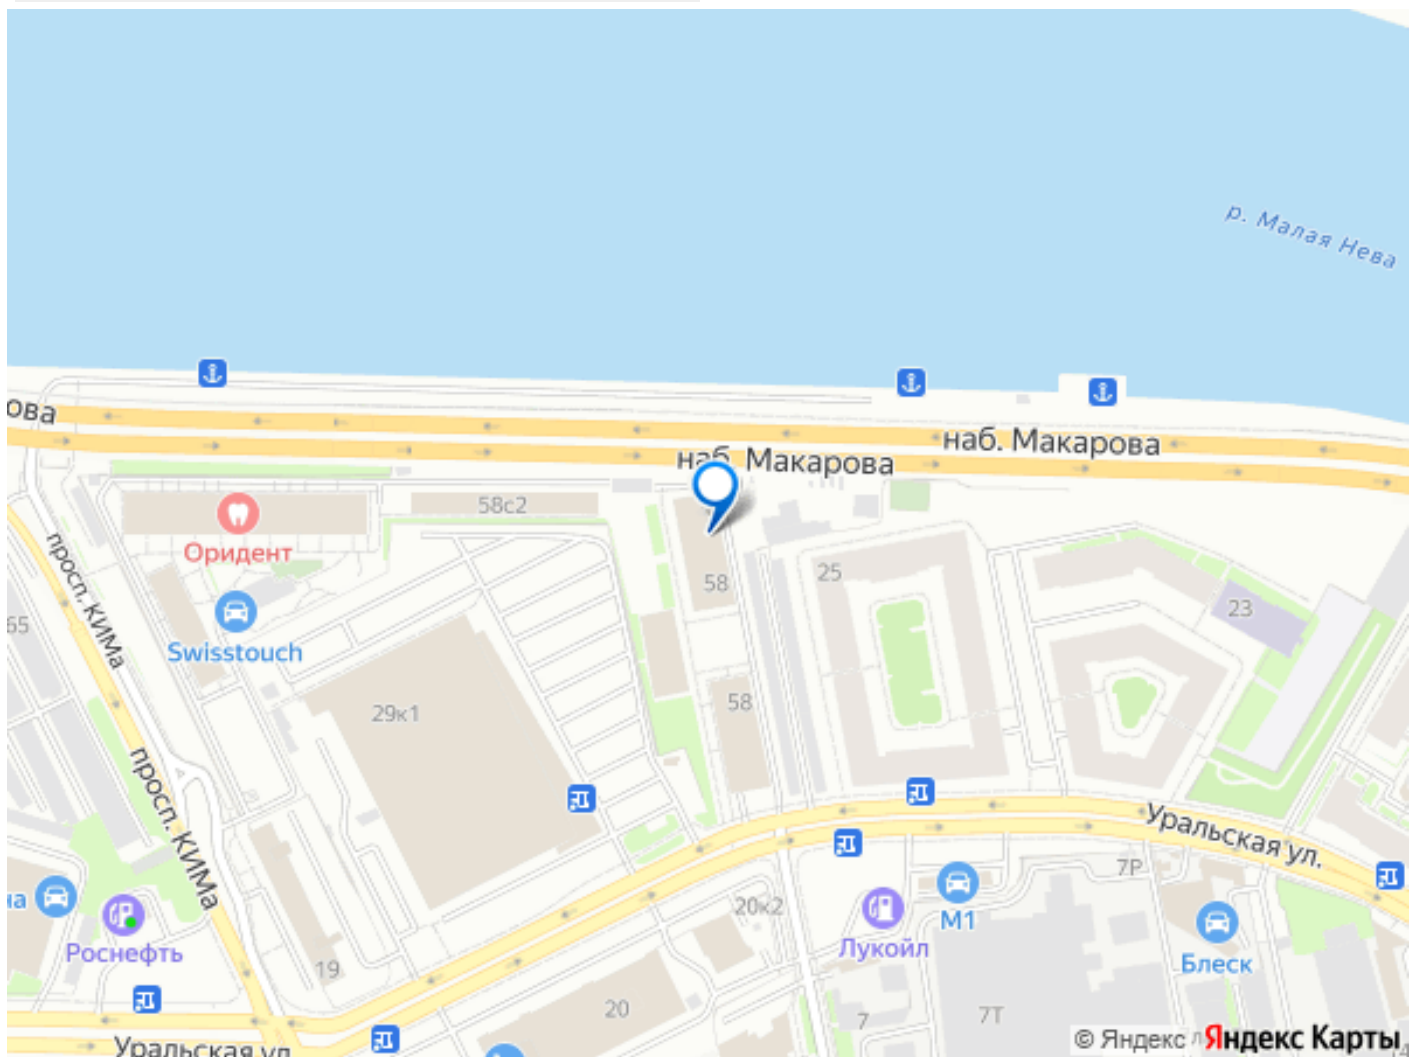 р. Малая Нева
ова
наб. Макарова
наб. Макарова
58с2
Оридент
просп. КИМа
58
25
23
65
Swisstouch
58
29к1
просп. КИМа
Уральская ул.
7Р
на
20к2
М1
Роснефть
Лукойл
Блеск
19
20
7
7Т
Уральская ул
© Яндекс
Яндекс Карты